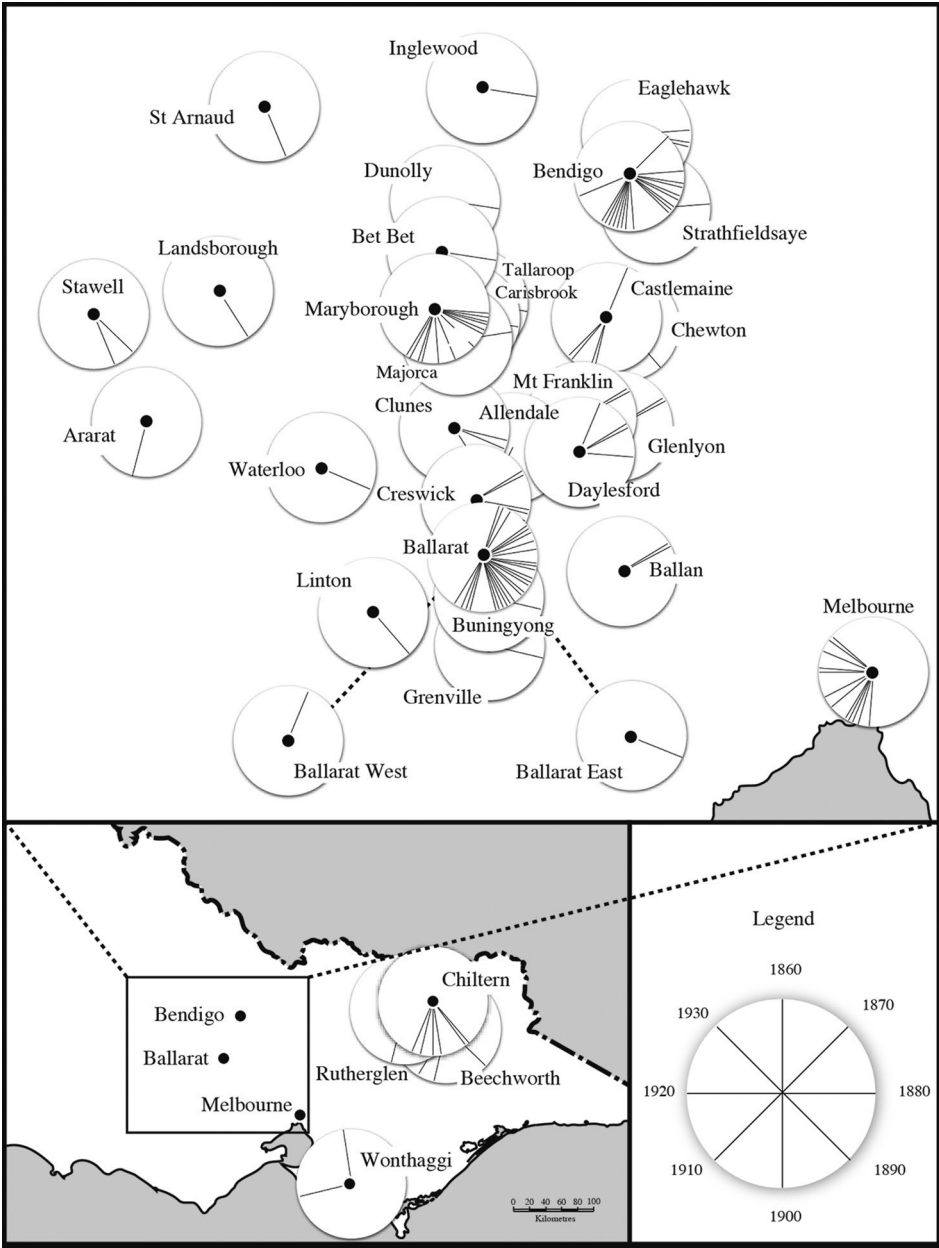 Inglewood
Eaglehawk
St Arnaud
Dunolly
Bendigo
Bet Bet
Strathfieldsaye
Landsborough
Tallaroop
Stawell
Carisbrook
Castlemaine
Maryborough
Chewton
Majorca
Mt Franklin
Clunes
Allendale
Ararat
Glenlyon
Waterloo
Creswick
Daylesford
Ballarat
Ballan
Linton
Melbourne
Buningyong
Grenville
Ballarat West
Ballarat East
Chiltern
Bendigo
Ballarat
Rutherglen
Beechworth
Melbourne
Wonthaggi
0 20 40 60 80 100
Kilometres
Legend
1860
1930
1870
1920
1880
1910
1890
1900